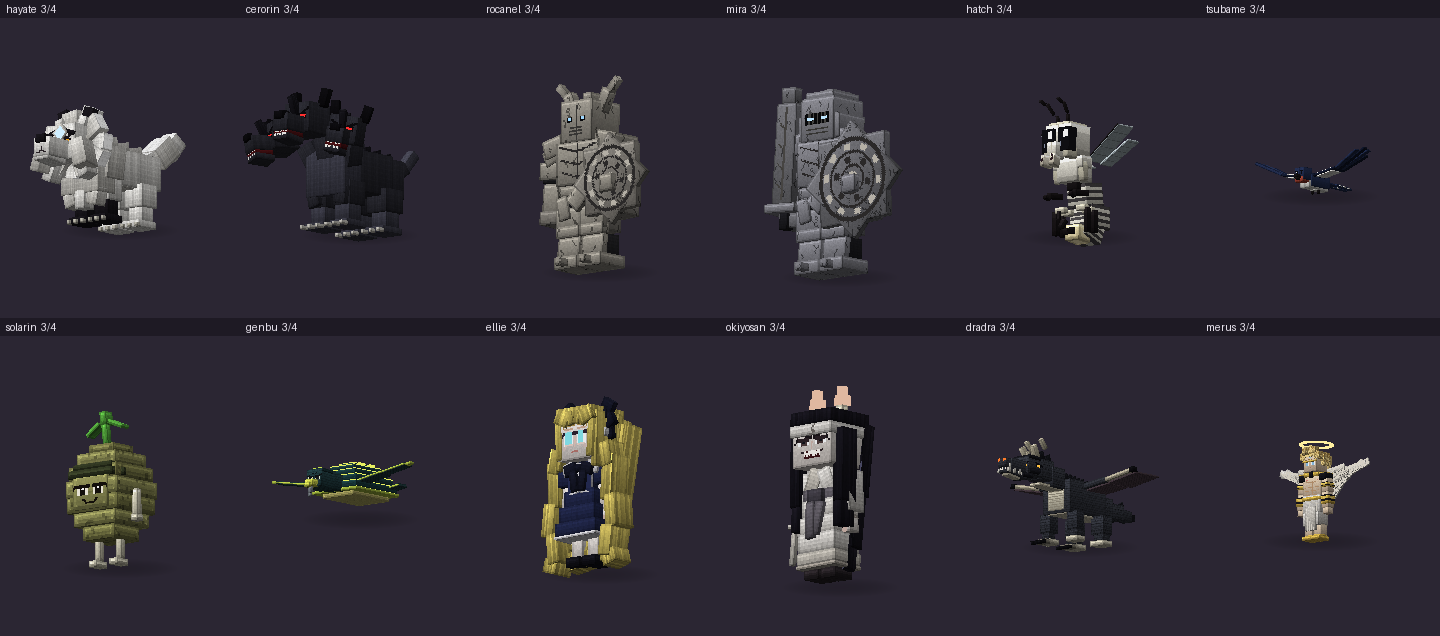 hayate 3/4
cerorin 3/4
rocanel 3/4
mira 3/4
hatch 3/4
tsubame 3/4
solarin 3/4
genbu 3/4
ellie 3/4
okiyosan 3/4
dradra 3/4
merus 3/4